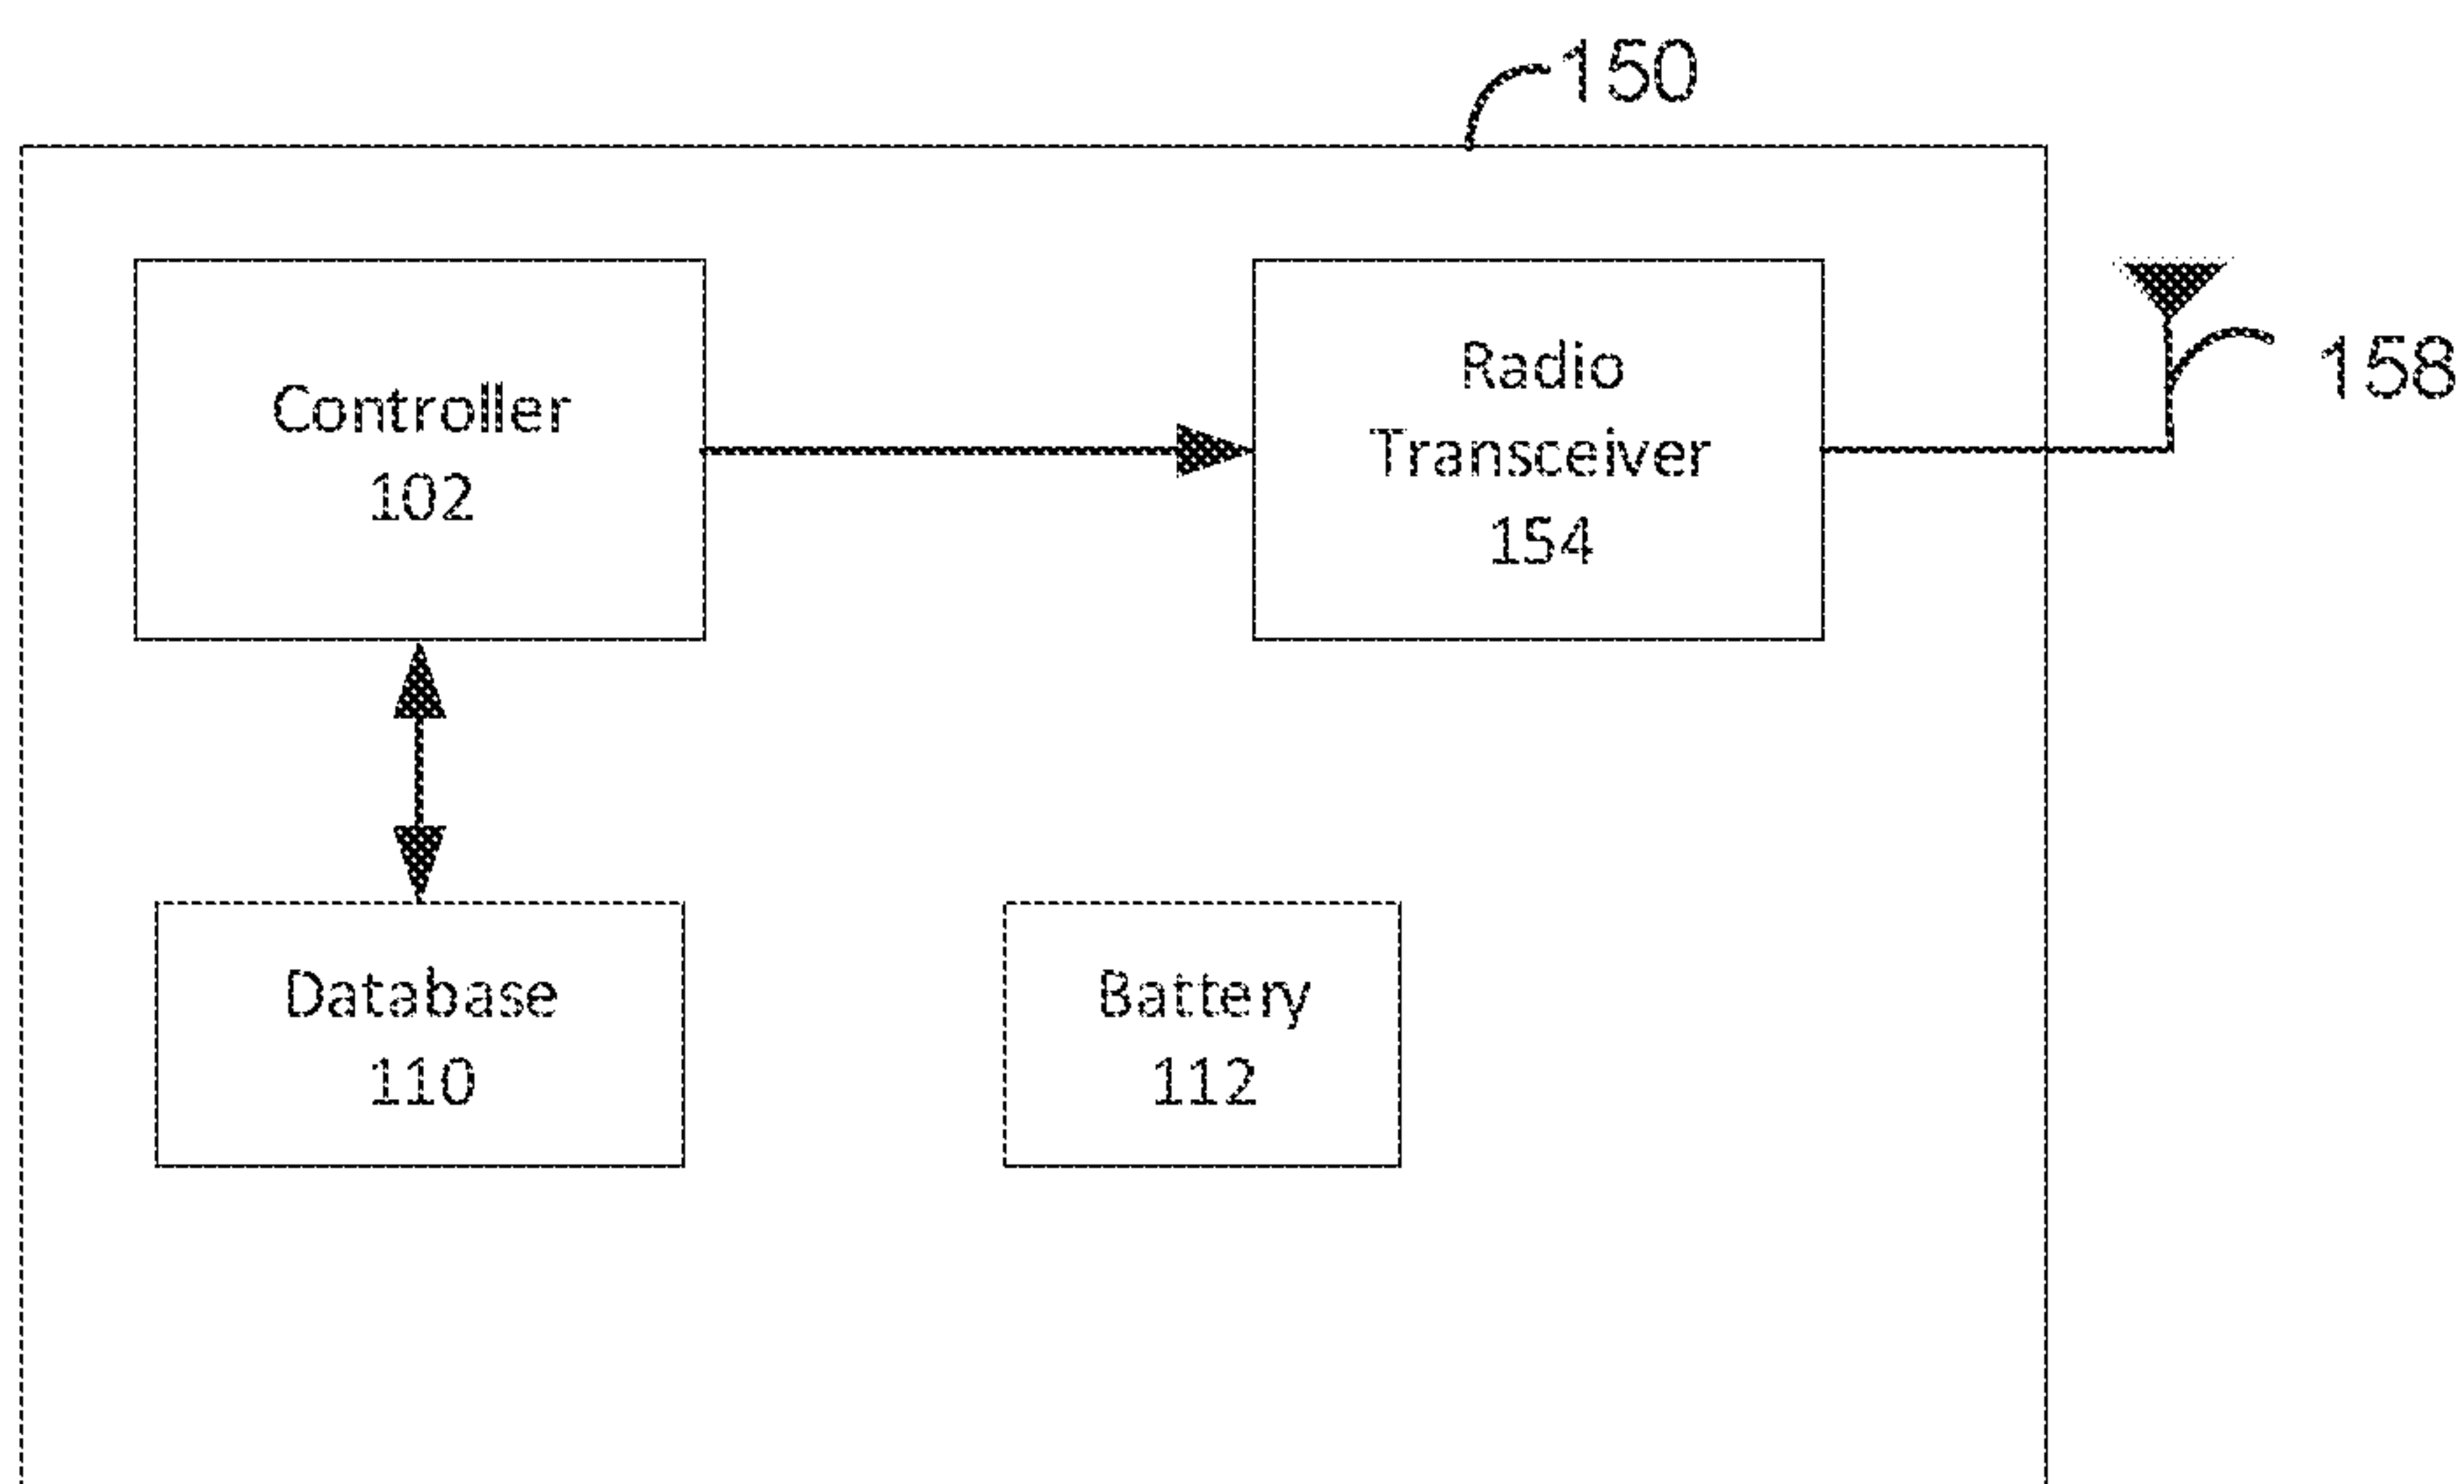 150
Controller
102
Radio
Transceiver
154
158
Database
110
Battery
112